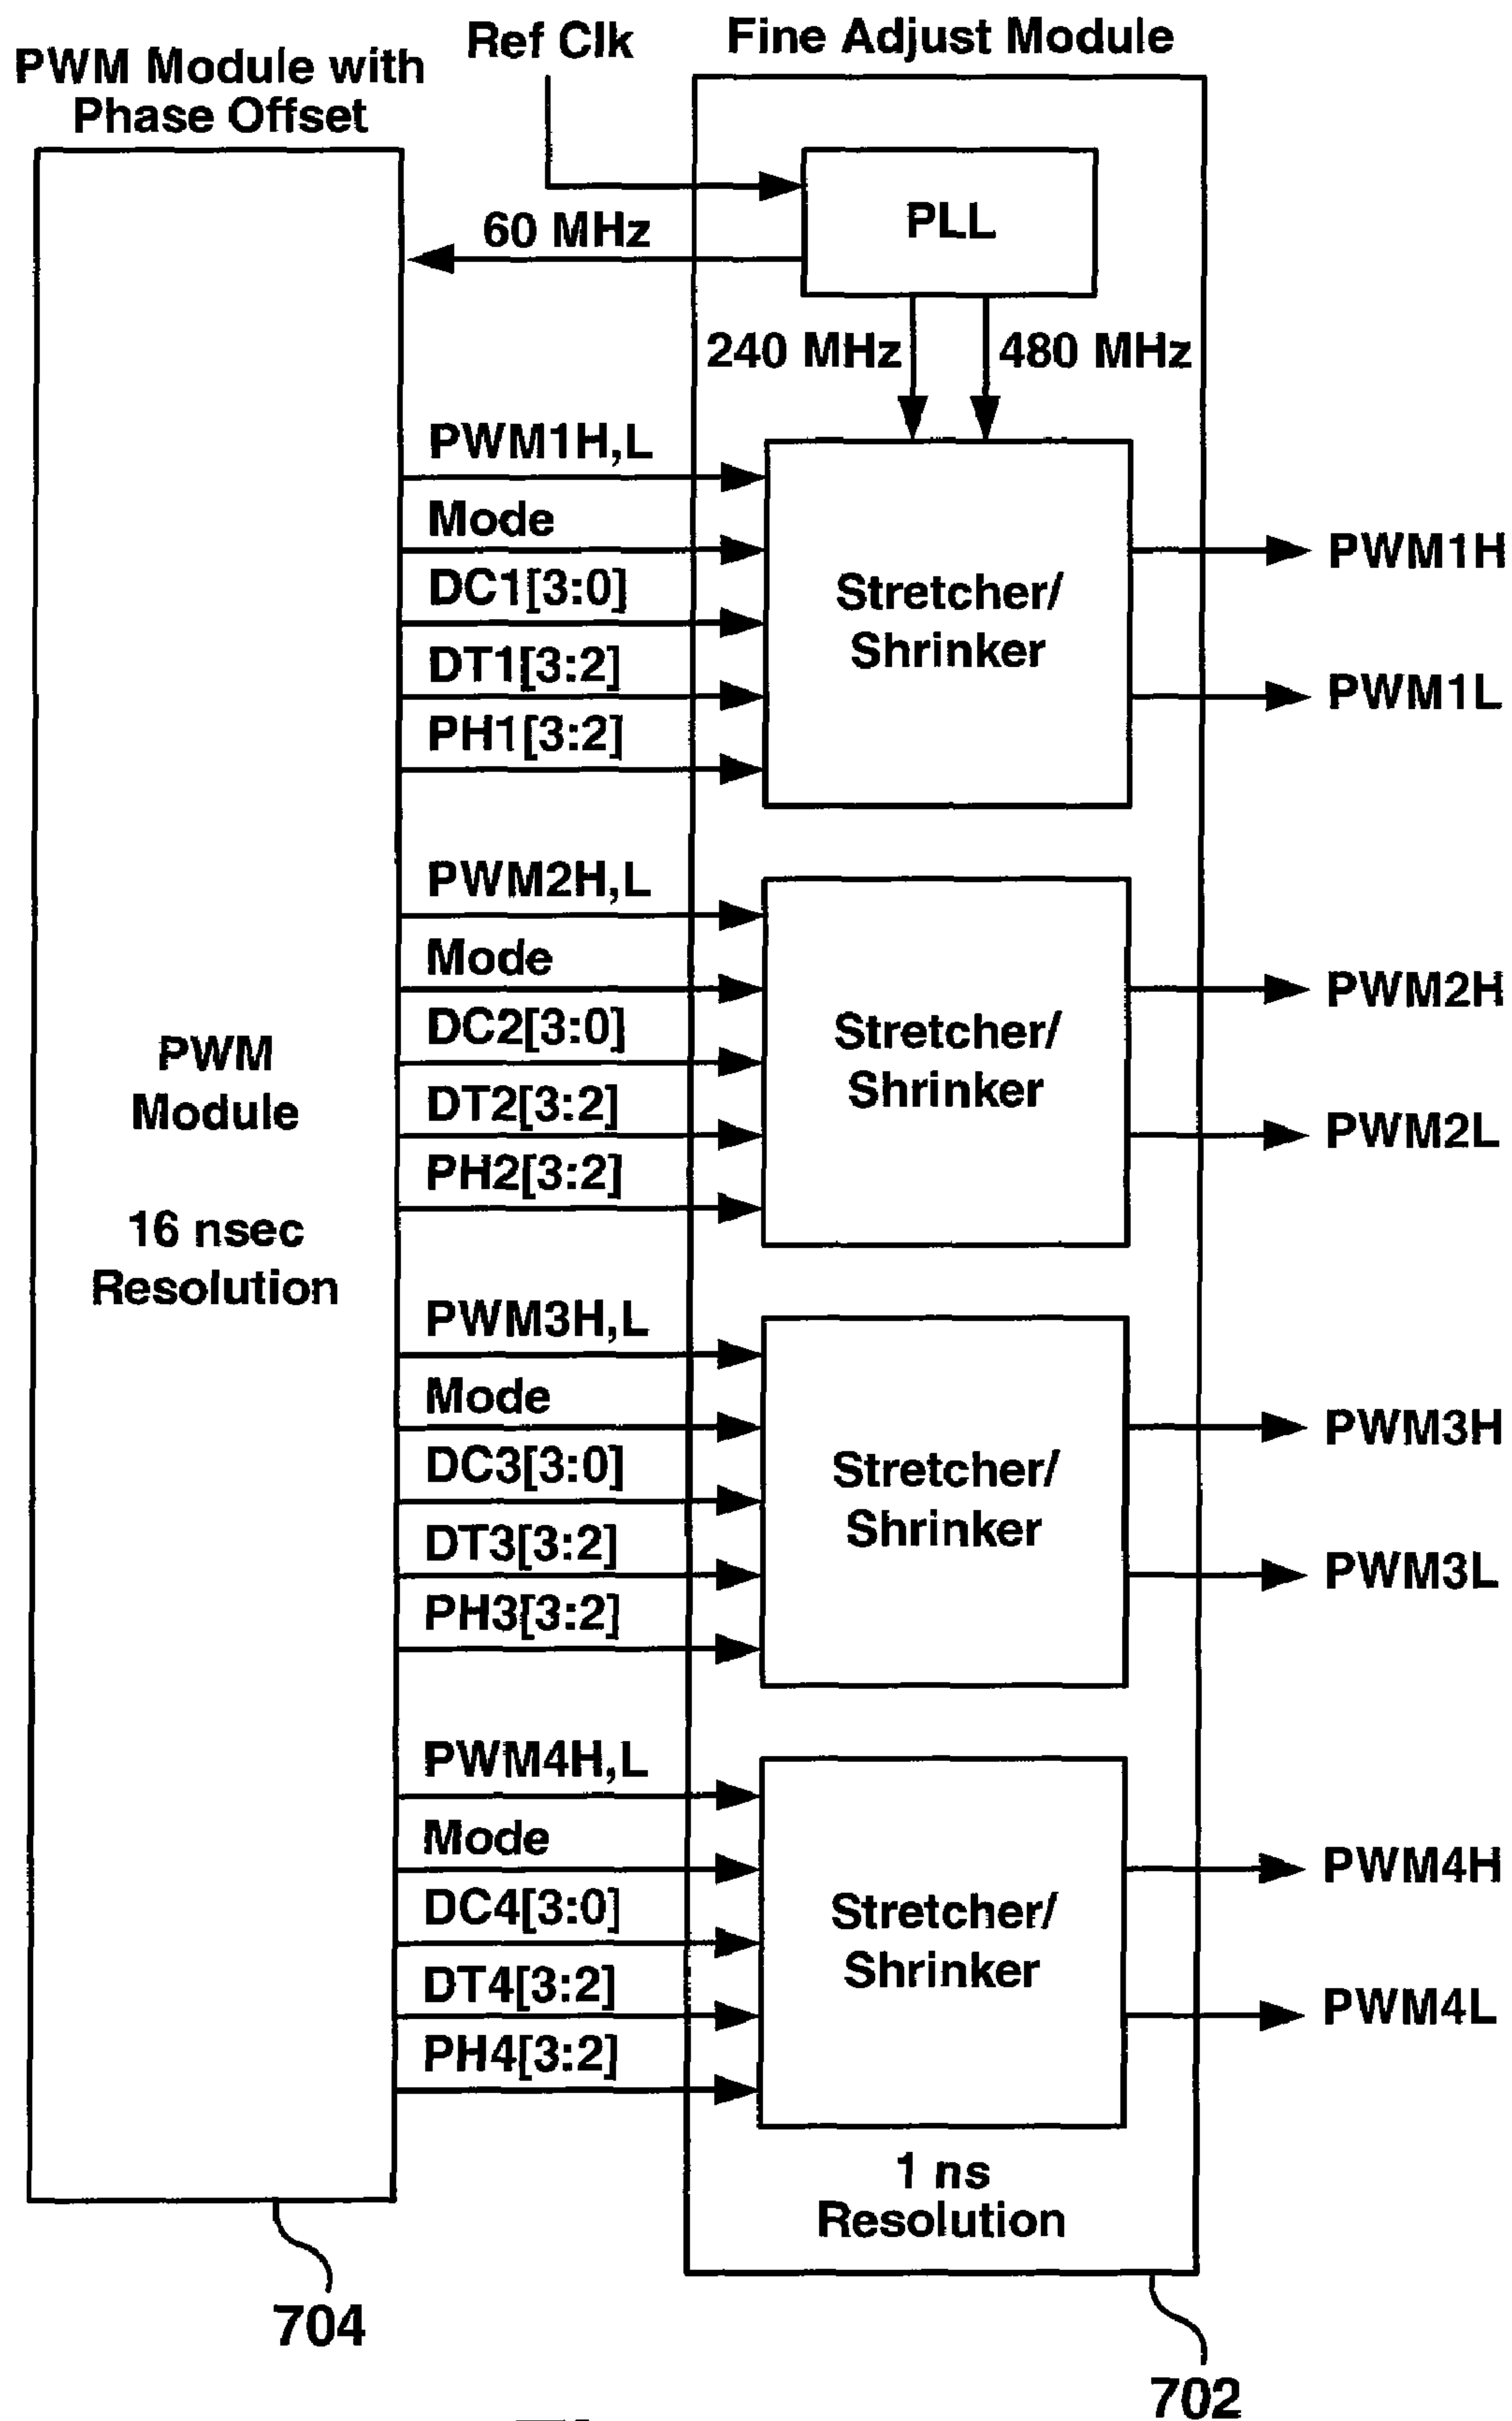 Ref Clk
Fine Adjust Module
PWM Module with
Phase Offset
PLL
60 MHz
240 MHz
480 MHz
PWM1H,L
Mode
DC1[3:0]
DT1[3:2]
PH1[3:2]
Stretcher/
Shrinker
PWM1H
PWM1L
PWM2H,L
Mode
DC2[3:0]
DT2[3:2]
PH2[3:2]
Stretcher/
Shrinker
PWM2H
PWM2L
PWM
Module
16 nsec
Resolution
PWM3H,L
Mode
DC3[3:0]
DT3[3:2]
PH3[3:2]
Stretcher/
Shrinker
PWM3H
PWM3L
PWM4H,L
Mode
DC4[3:0]
DT4[3:2]
PH4[3:2]
Stretcher/
Shrinker
PWM4H
PWM4L
1 ns
Resolution
704
702